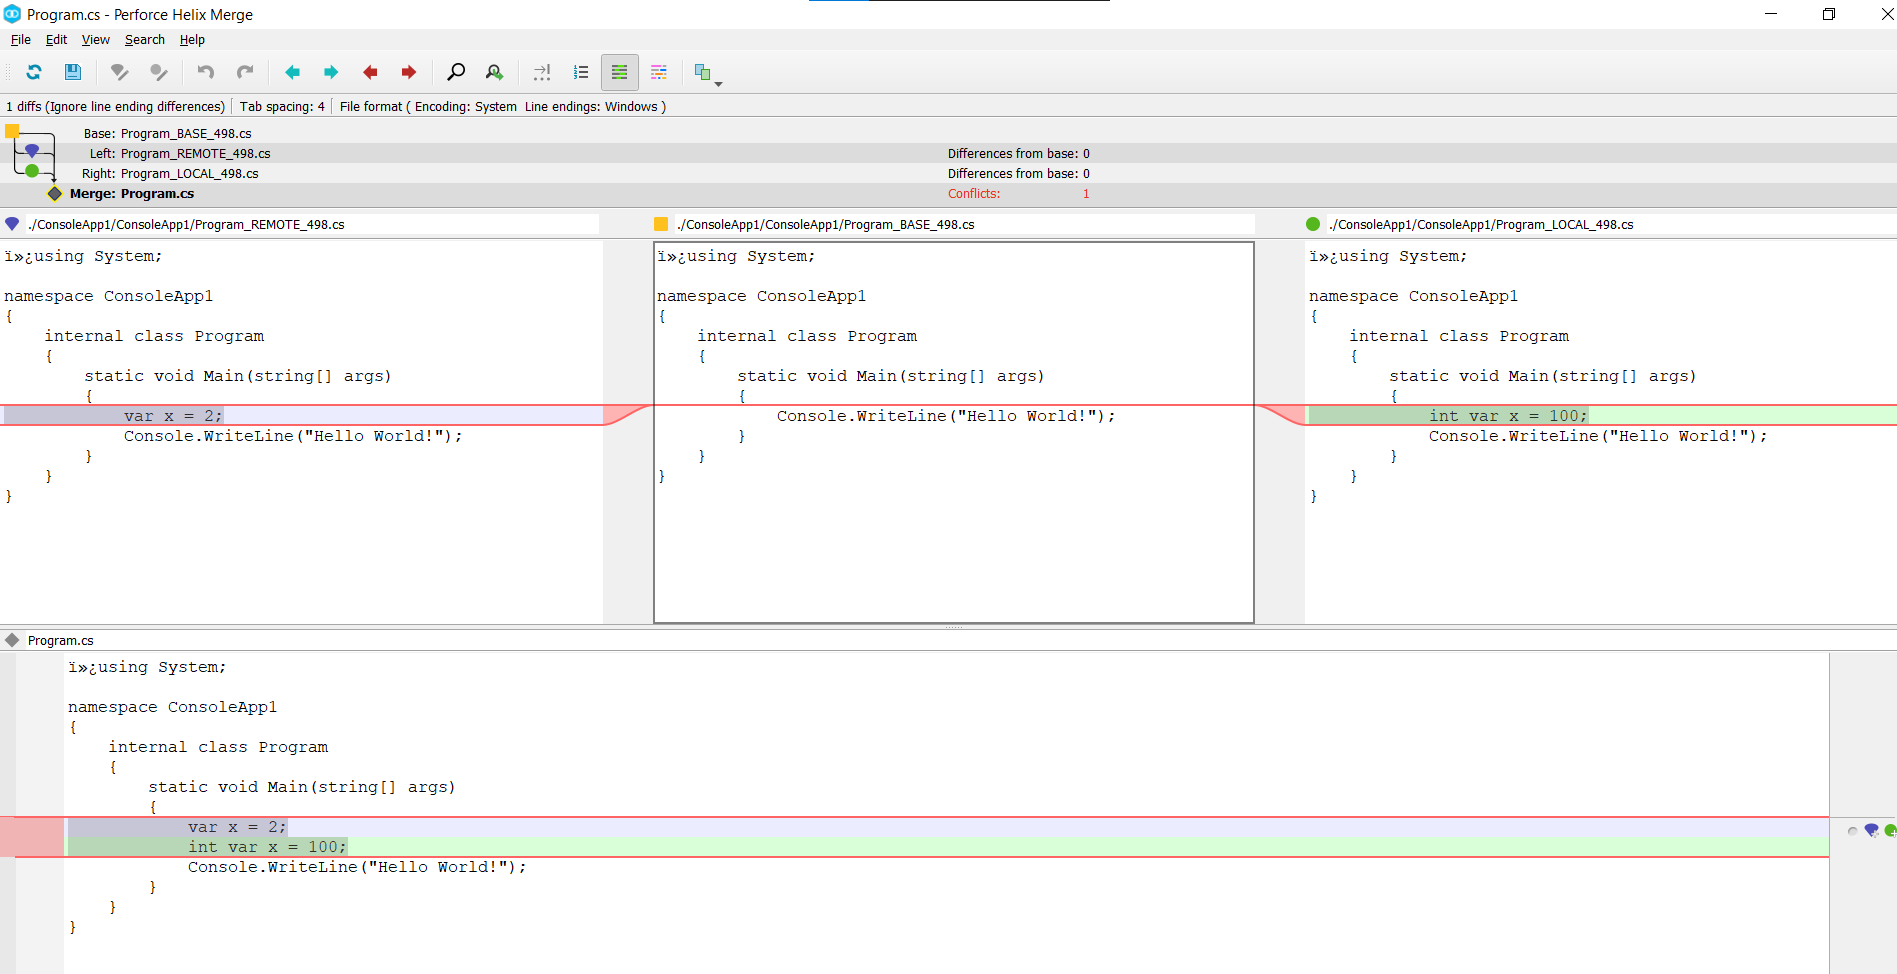 Program.cs - Perforce Helix Merge
File Edit View Search Help
1 diffs (Ignore line ending differences) Tab spacing: 4 File format ( Encoding: System Line endings: Windows )
Base: Program_BASE_498.cs
Left: Program_REMOTE_498.cs Differences from base: 0
Right: Program_LOCAL_498.cs Differences from base: 0
Merge: Program.cs Conflicts: 1
./ConsoleApp1/ConsoleApp1/Program_REMOTE_498.cs
ï»¿using System;

namespace ConsoleApp1
{
    internal class Program
    {
        static void Main(string[] args)
        {
            var x = 2;
            Console.WriteLine("Hello World!");
        }
    }
}
./ConsoleApp1/ConsoleApp1/Program_BASE_498.cs
ï»¿using System;

namespace ConsoleApp1
{
    internal class Program
    {
        static void Main(string[] args)
        {
            Console.WriteLine("Hello World!");
        }
    }
}
./ConsoleApp1/ConsoleApp1/Program_LOCAL_498.cs
ï»¿using System;

namespace ConsoleApp1
{
    internal class Program
    {
        static void Main(string[] args)
        {
            int var x = 100;
            Console.WriteLine("Hello World!");
        }
    }
}
Program.cs
ï»¿using System;

namespace ConsoleApp1
{
    internal class Program
    {
        static void Main(string[] args)
        {
            var x = 2;
            int var x = 100;
            Console.WriteLine("Hello World!");
        }
    }
}